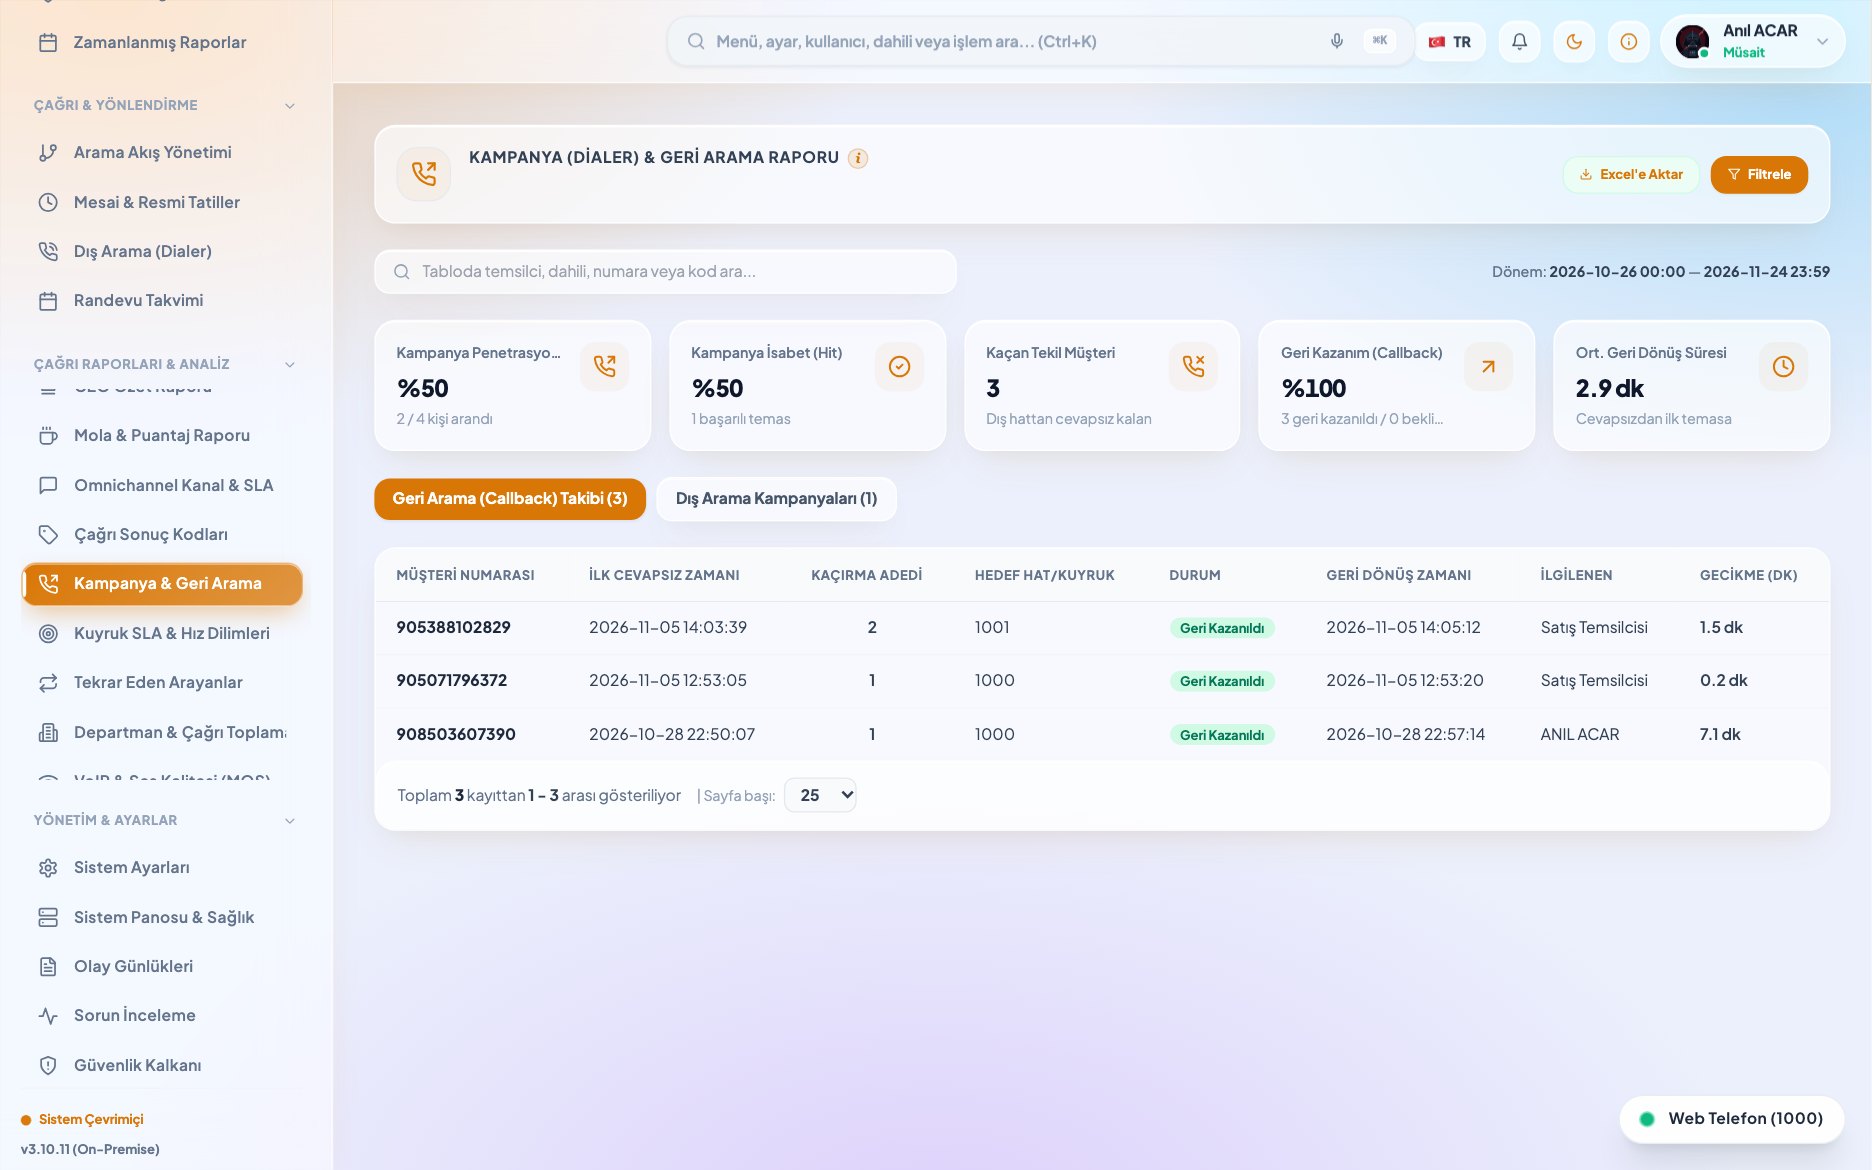 Zamanlanmış Raporlar
ÇAĞRI & YÖNLENDİRME
Arama Akış Yönetimi
Mesai & Resmi Tatiller
Dış Arama (Dialer)
Randevu Takvimi
ÇAĞRI RAPORLARI & ANALİZ
Mola & Puantaj Raporu
Omnichannel Kanal & SLA
Çağrı Sonuç Kodları
Kampanya & Geri Arama
Kuyruk SLA & Hız Dilimleri
Tekrar Eden Arayanlar
Departman & Çağrı Toplama
YÖNETİM & AYARLAR
Sistem Ayarları
Sistem Panosu & Sağlık
Olay Günlükleri
Sorun İnceleme
Güvenlik Kalkanı
Sistem Çevrimiçi
v3.10.11 (On-Premise)
Menü, ayar, kullanıcı, dahili veya işlem ara... (Ctrl+K)
⌘K
TR
Anıl ACAR
Müsait
KAMPANYA (DİALER) & GERİ ARAMA RAPORU
Excel'e Aktar
Filtrele
Tabloda temsilci, dahili, numara veya kod ara...
Dönem: 2026-10-26 00:00 — 2026-11-24 23:59
Kampanya Penetrasyo...
%50
2 / 4 kişi arandı
Kampanya İsabet (Hit)
%50
1 başarılı temas
Kaçan Tekil Müşteri
3
Dış hattan cevapsız kalan
Geri Kazanım (Callback)
%100
3 geri kazanıldı / 0 bekli...
Ort. Geri Dönüş Süresi
2.9 dk
Cevapsızdan ilk temasa
Geri Arama (Callback) Takibi (3)
Dış Arama Kampanyaları (1)
MÜŞTERİ NUMARASI İLK CEVAPSIZ ZAMANI KAÇIRMA ADEDİ HEDEF HAT/KUYRUK DURUM GERİ DÖNÜŞ ZAMANI İLGİLENEN GECİKME (DK)
905388102829 2026-11-05 14:03:39 2 1001 Geri Kazanıldı 2026-11-05 14:05:12 Satış Temsilcisi 1.5 dk
905071796372 2026-11-05 12:53:05 1 1000 Geri Kazanıldı 2026-11-05 12:53:20 Satış Temsilcisi 0.2 dk
908503607390 2026-10-28 22:50:07 1 1000 Geri Kazanıldı 2026-10-28 22:57:14 ANIL ACAR 7.1 dk
Toplam 3 kayıttan 1 - 3 arası gösteriliyor | Sayfa başı: 25
Web Telefon (1000)